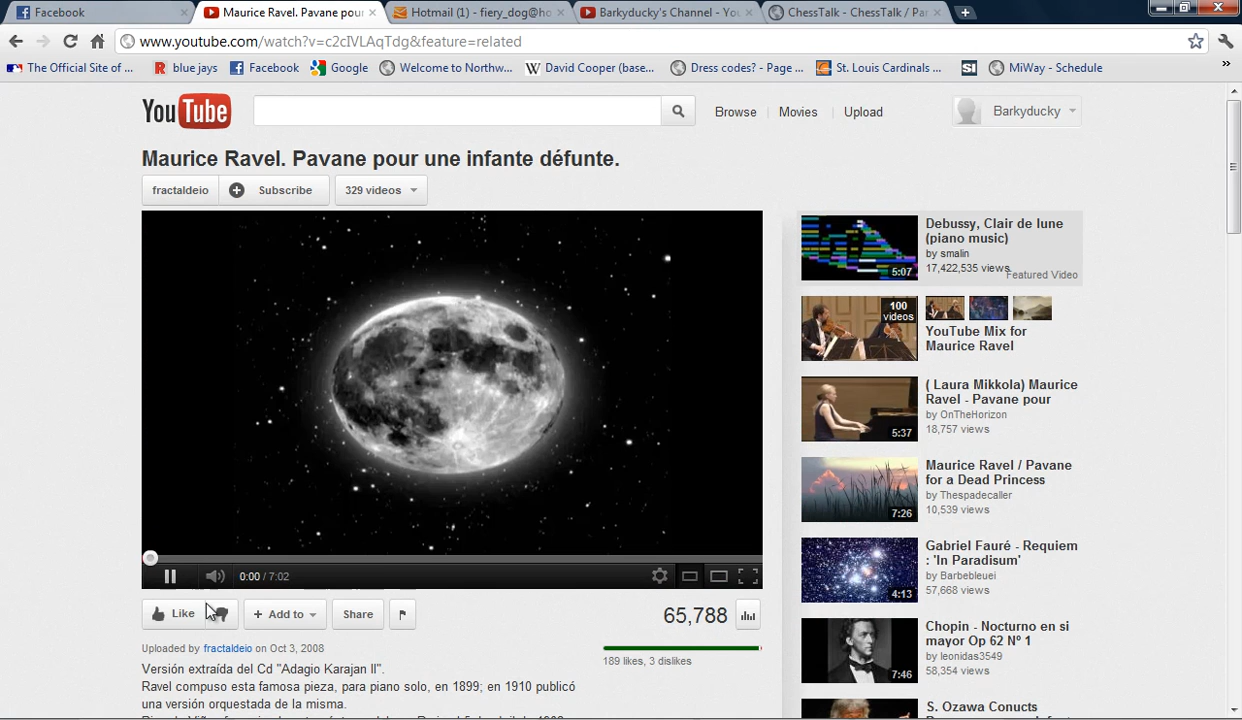 Facebook
Maurice Ravel. Pavane pour
Hotmail (1) - fiery_dog@ho
Barkyducky's Channel - You
ChessTalk - ChessTalk / Par
www.youtube.com/watch?v=c2cIVLAqTdg&feature=related
The Official Site of ...
blue jays
Facebook
Google
Welcome to Northw...
David Cooper (base...
Dress codes? - Page ...
St. Louis Cardinals ...
SI
MiWay - Schedule
»
YouTube
Browse
Movies
Upload
Barkyducky
Maurice Ravel. Pavane pour une infante défunte.
fractaldeio
Subscribe
329 videos
0:00 / 7:02
Like
+ Add to
Share
65,788
Uploaded by fractaldeio on Oct 3, 2008
189 likes, 3 dislikes
Versión extraída del Cd "Adagio Karajan II".
Ravel compuso esta famosa pieza, para piano solo, en 1899; en 1910 publicó
una versión orquestada de la misma.
5:07
Debussy, Clair de lune
(piano music)
by smalin
17,422,535 views
Featured Video
100
videos
YouTube Mix for
Maurice Ravel
5:37
( Laura Mikkola) Maurice
Ravel - Pavane pour
by OnTheHorizon
18,757 views
7:26
Maurice Ravel / Pavane
for a Dead Princess
by Thespadecaller
10,539 views
4:13
Gabriel Fauré - Requiem
: 'In Paradisum'
by Barbebleuei
57,668 views
7:46
Chopin - Nocturno en si
mayor Op 62 Nº 1
by leonidas3549
58,354 views
S. Ozawa Conucts